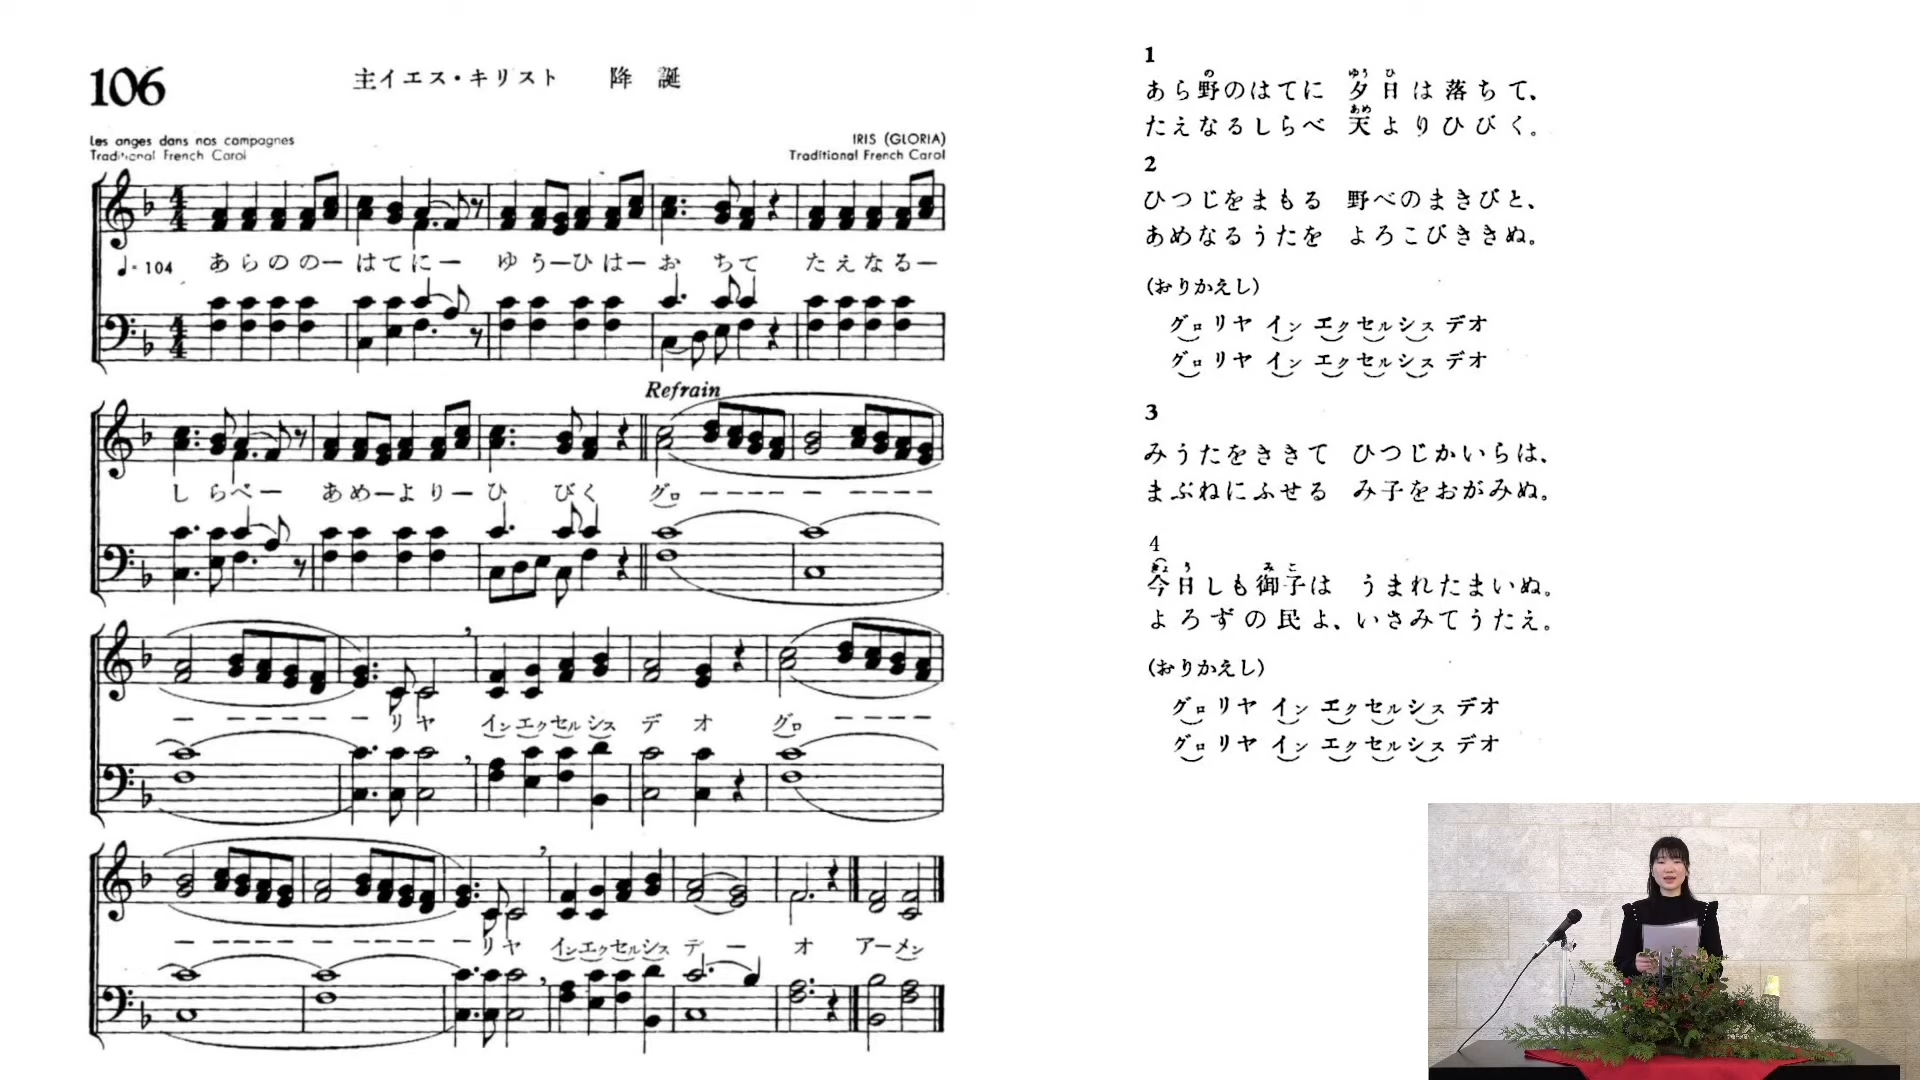 106
主イエス・キリスト 降 誕
Les anges dans nos campagnes
Traditional French Carol
IRIS (GLORIA)
Traditional French Carol
4 4
♩= 104
あらのの―はてに― ゆう―ひは―お ちて たえなる―
4 4
Refrain
し らべ― あめ―より―ひ びく グロ ― ― ― ― ― ― ― ― ―
― ― ― ― ― ― リヤ インエクセルシス デ オ グロ ― ― ― ―
― ― ― ― ― ― ― ― ― ― ― リヤ インエクセルシス デ ― オ アーメン
1
あら野のはてに 夕日は落ちて、
たえなるしらべ 天よりひびく。
2
ひつじをまもる 野べのまきびと、
あめなるうたを よろこびききぬ。
(おりかえし)
グロリヤ イン エクセルシス デオ
グロリヤ イン エクセルシス デオ
3
みうたをききて ひつじかいらは、
まぶねにふせる み子をおがみぬ。
4
今日しも御子は うまれたまいぬ。
よろずの民よ、いさみてうたえ。
(おりかえし)
グロリヤ イン エクセルシス デオ
グロリヤ イン エクセルシス デオ